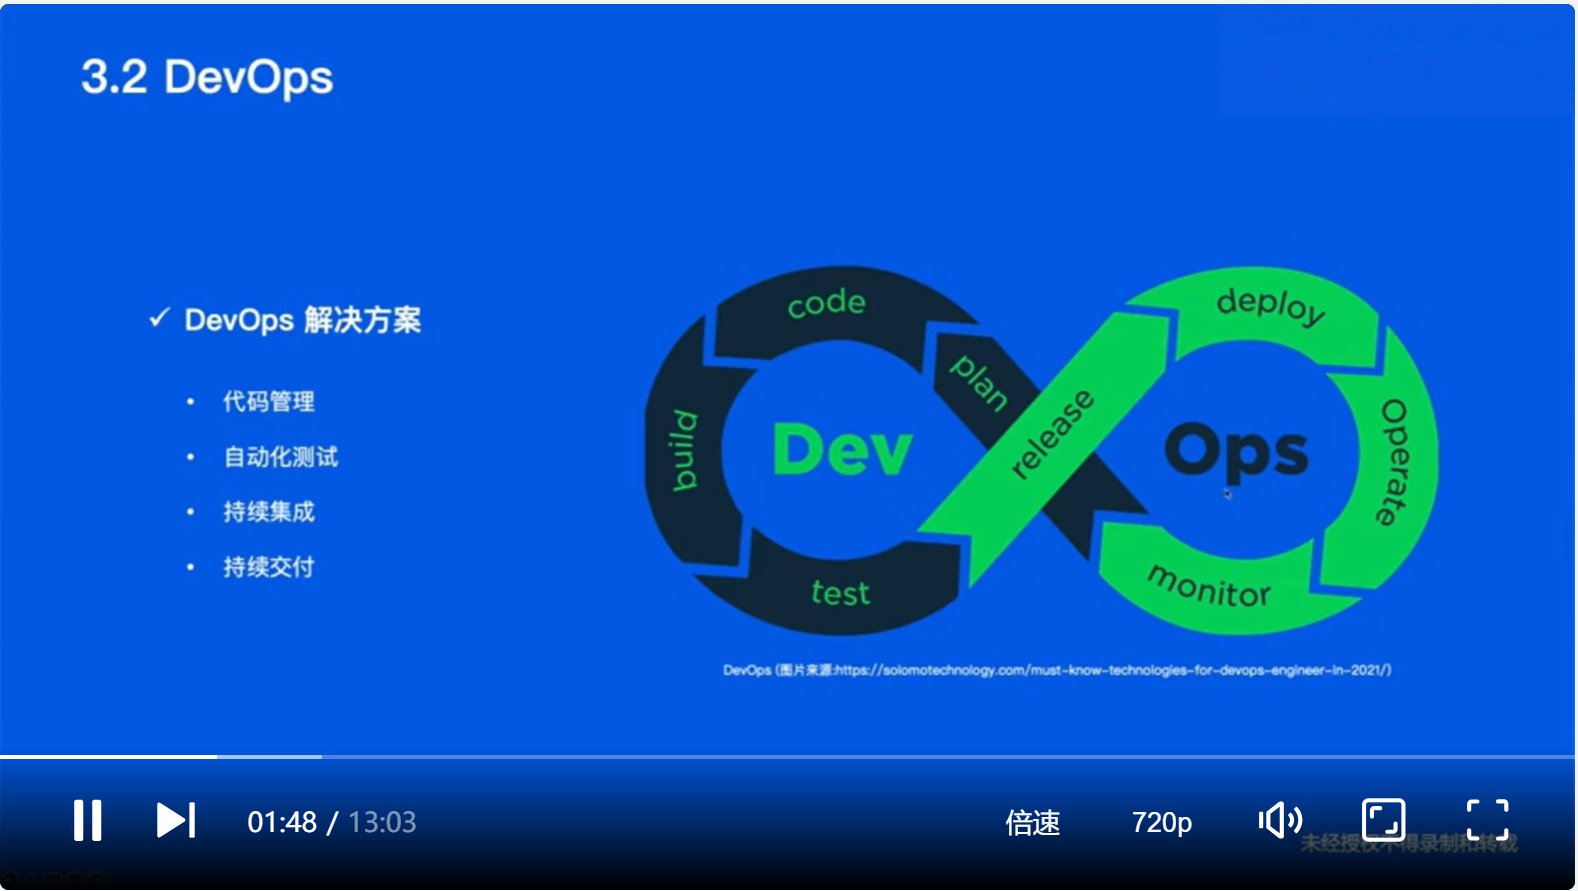 3.2 DevOps
✓ DevOps 解决方案
• 代码管理
• 自动化测试
• 持续集成
• 持续交付
code
plan
build
Dev
test
release
deploy
Ops
Operate
monitor
DevOps (图片来源:https://solomotechnology.com/must-know-technologies-for-devops-engineer-in-2021/)
01:48 / 13:03
倍速
720p
未经授权不得录制和转载